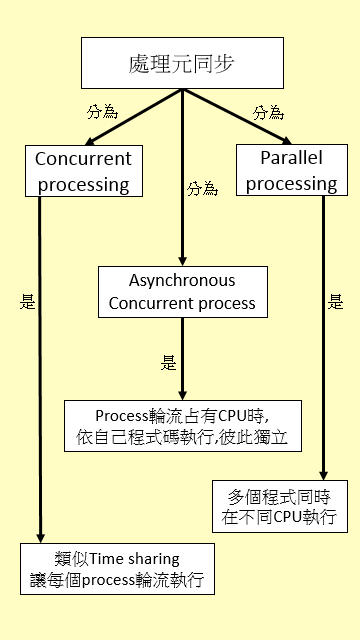 處理元同步
分為
分為
Concurrent
processing
Parallel
processing
分為
Asynchronous
Concurrent process
是
是
是
Process輪流占有CPU時,
依自己程式碼執行,彼此獨立
多個程式同時
在不同CPU執行
類似Time sharing
讓每個process輪流執行